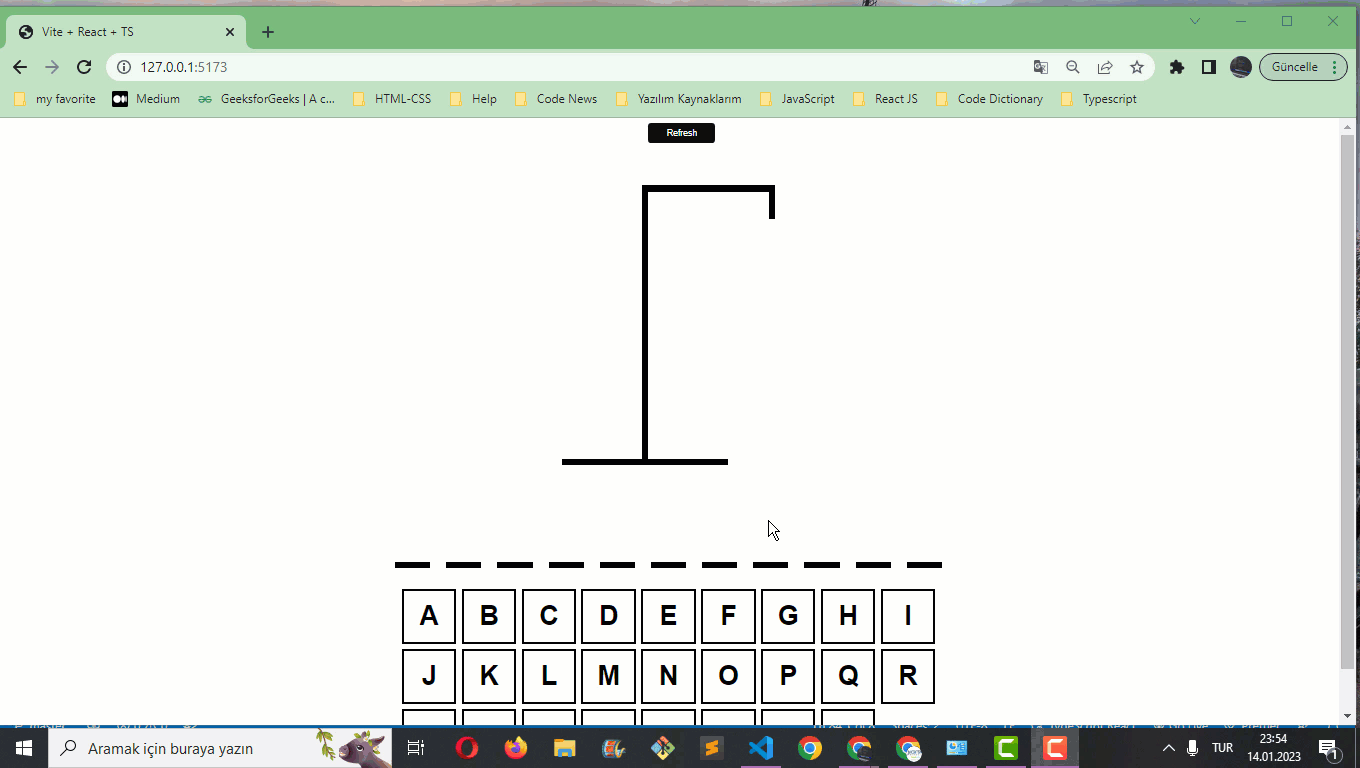 Vite + React + TS
127.0.0.1:5173
Güncelle
my favorite Medium GeeksforGeeks | A c... HTML-CSS Help Code News Yazılım Kaynaklarım JavaScript React JS Code Dictionary Typescript
Refresh
A B C D E F G H I
J K L M N O P Q R
Aramak için buraya yazın
TUR
23:54
14.01.2023
1